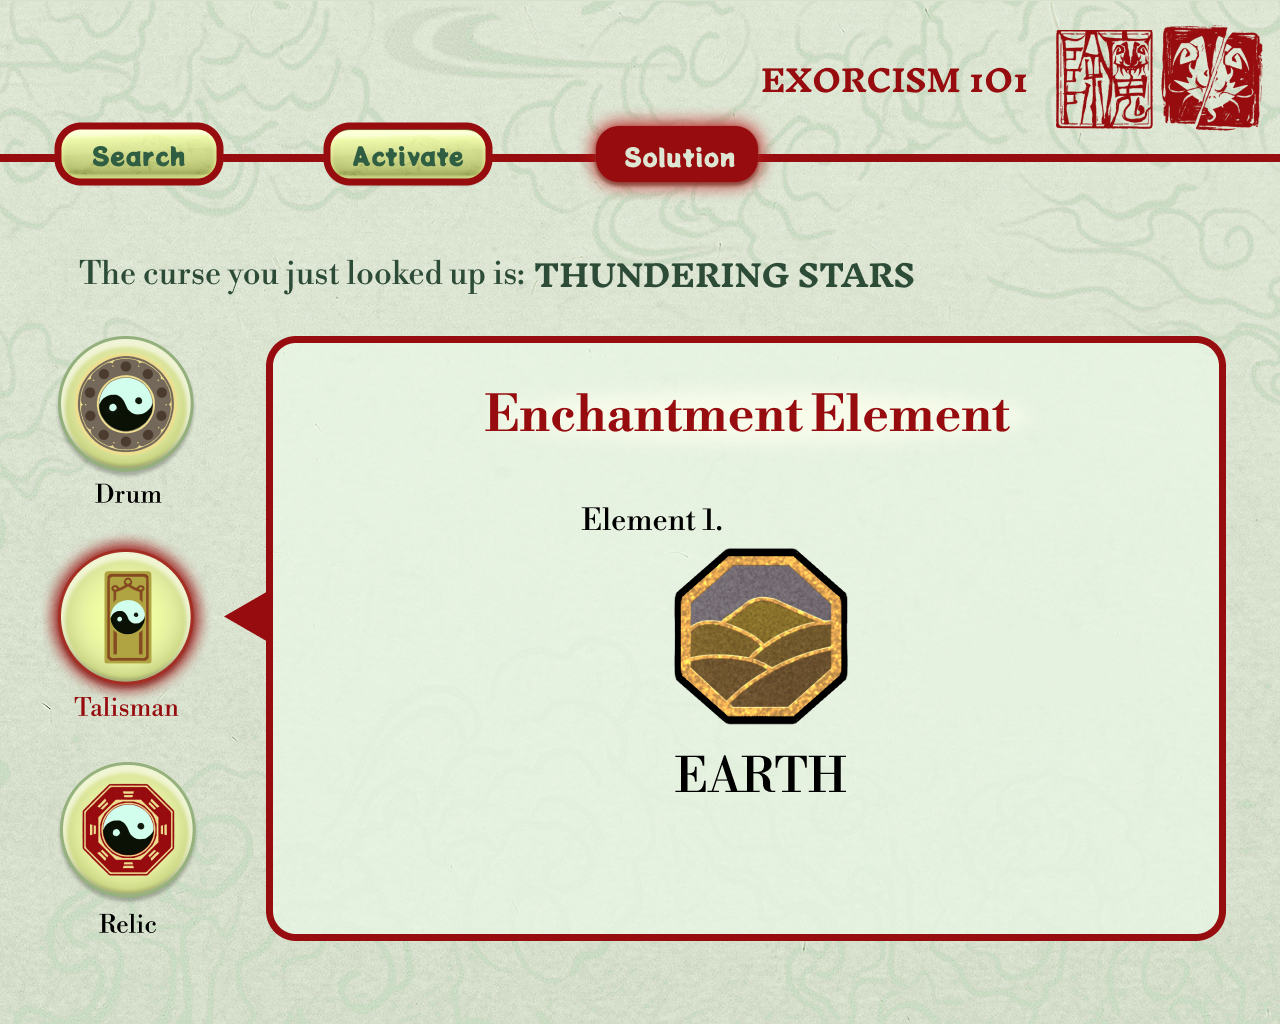 EXORCISM 101
Search
Activate
Solution
The curse you just looked up is: THUNDERING STARS
Drum
Talisman
Relic
Enchantment Element
Element 1.
EARTH